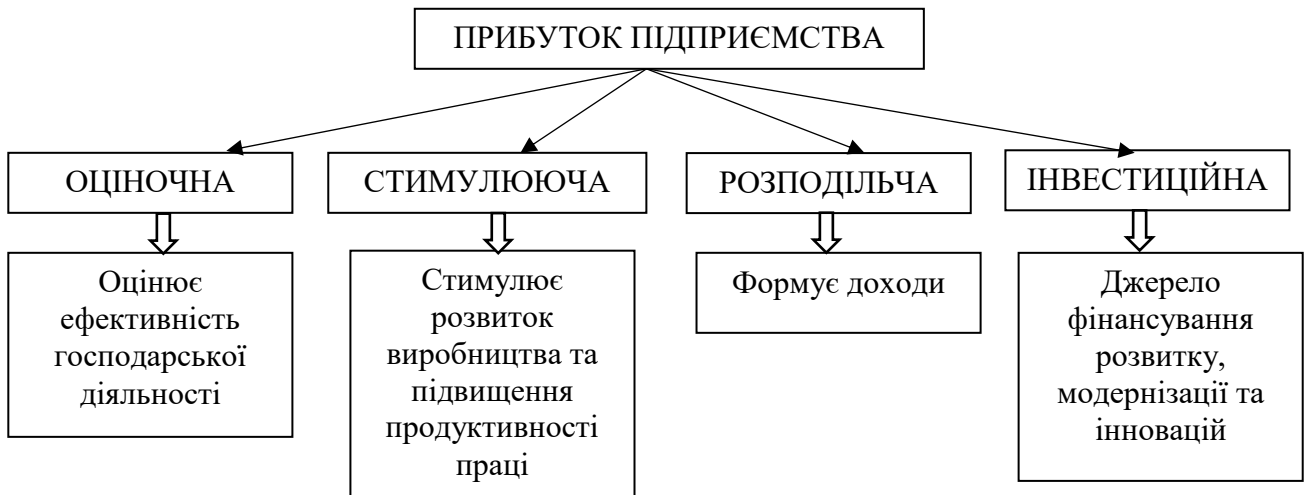 ПРИБУТОК ПІДПРИЄМСТВА
ОЦІНОЧНА
СТИМУЛЮЮЧА
РОЗПОДІЛЬЧА
ІНВЕСТИЦІЙНА
Оцінює
ефективність
господарської
діяльності
Стимулює
розвиток
виробництва та
підвищення
продуктивності
праці
Формує доходи
Джерело
фінансування
розвитку,
модернізації та
інновацій